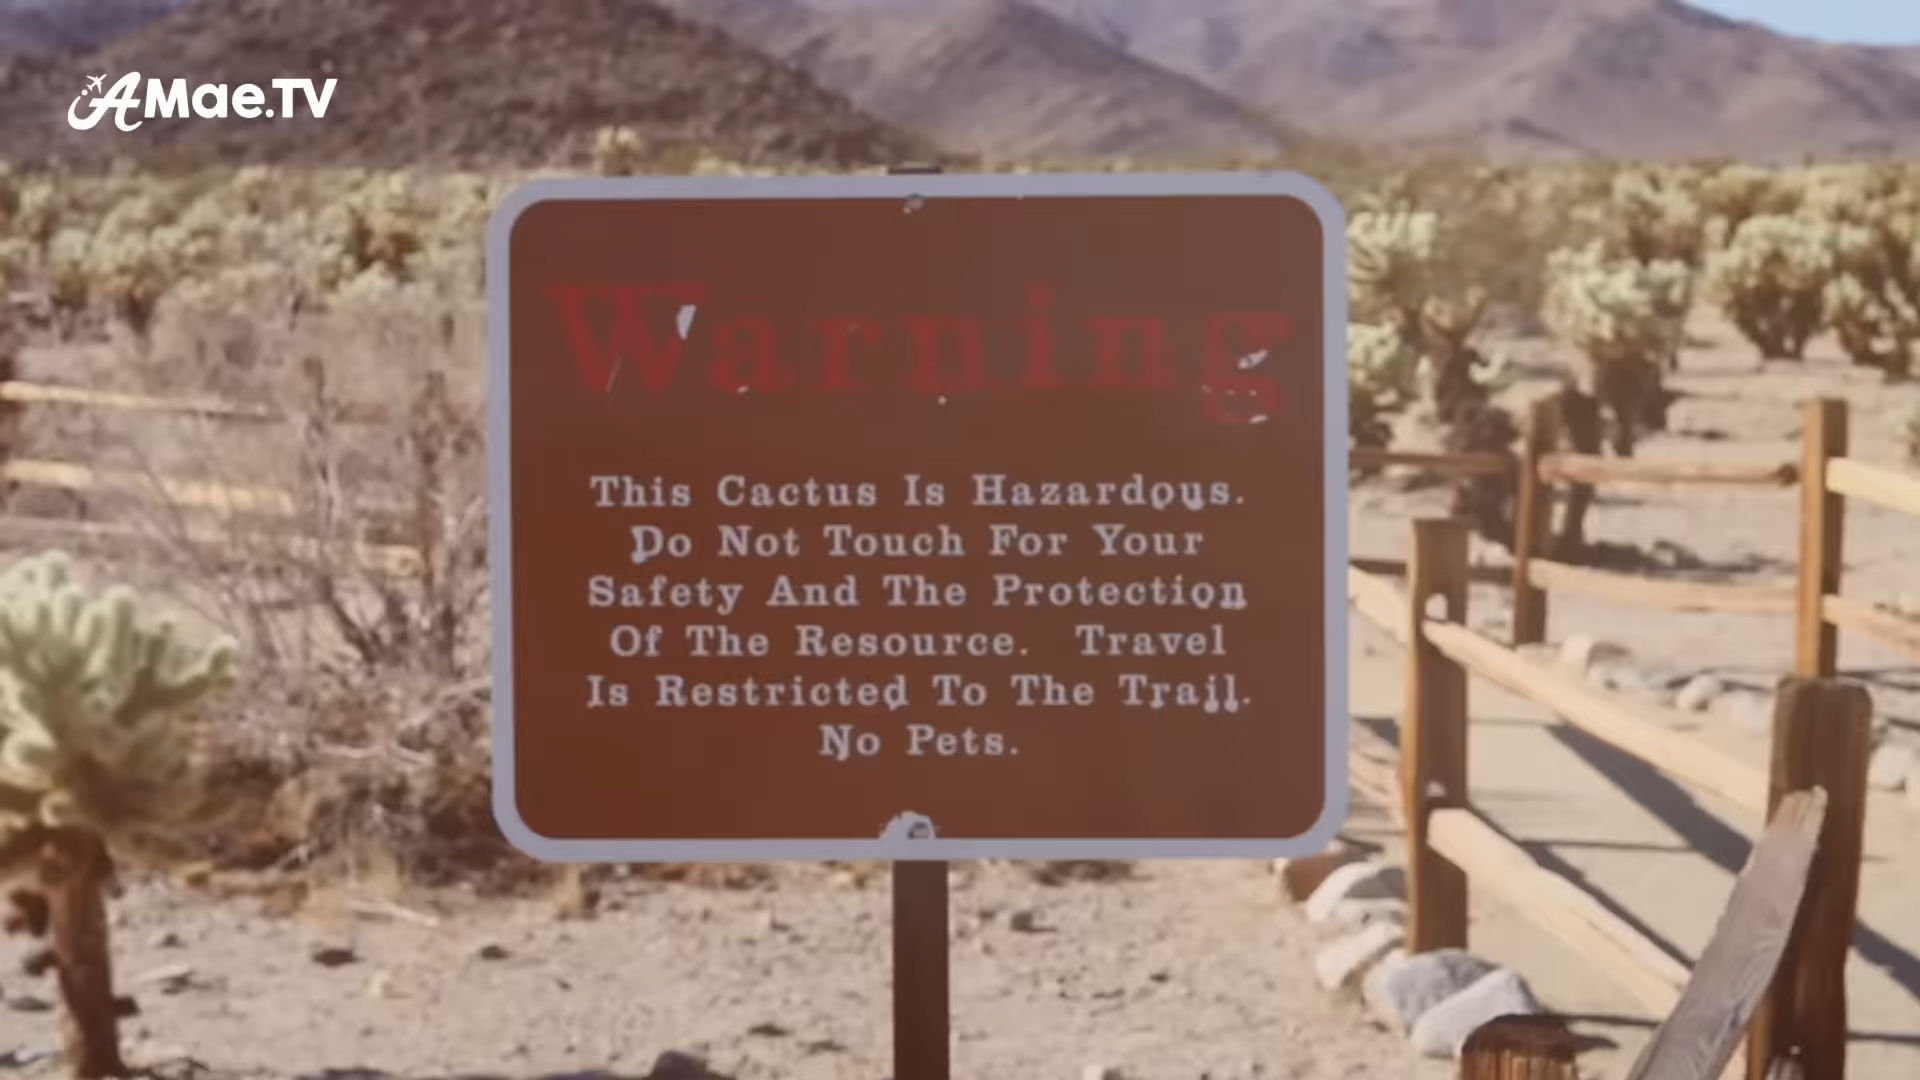 AMae.TV
Warning
This Cactus Is Hazardous.
Do Not Touch For Your
Safety And The Protection
Of The Resource. Travel
Is Restricted To The Trail.
No Pets.